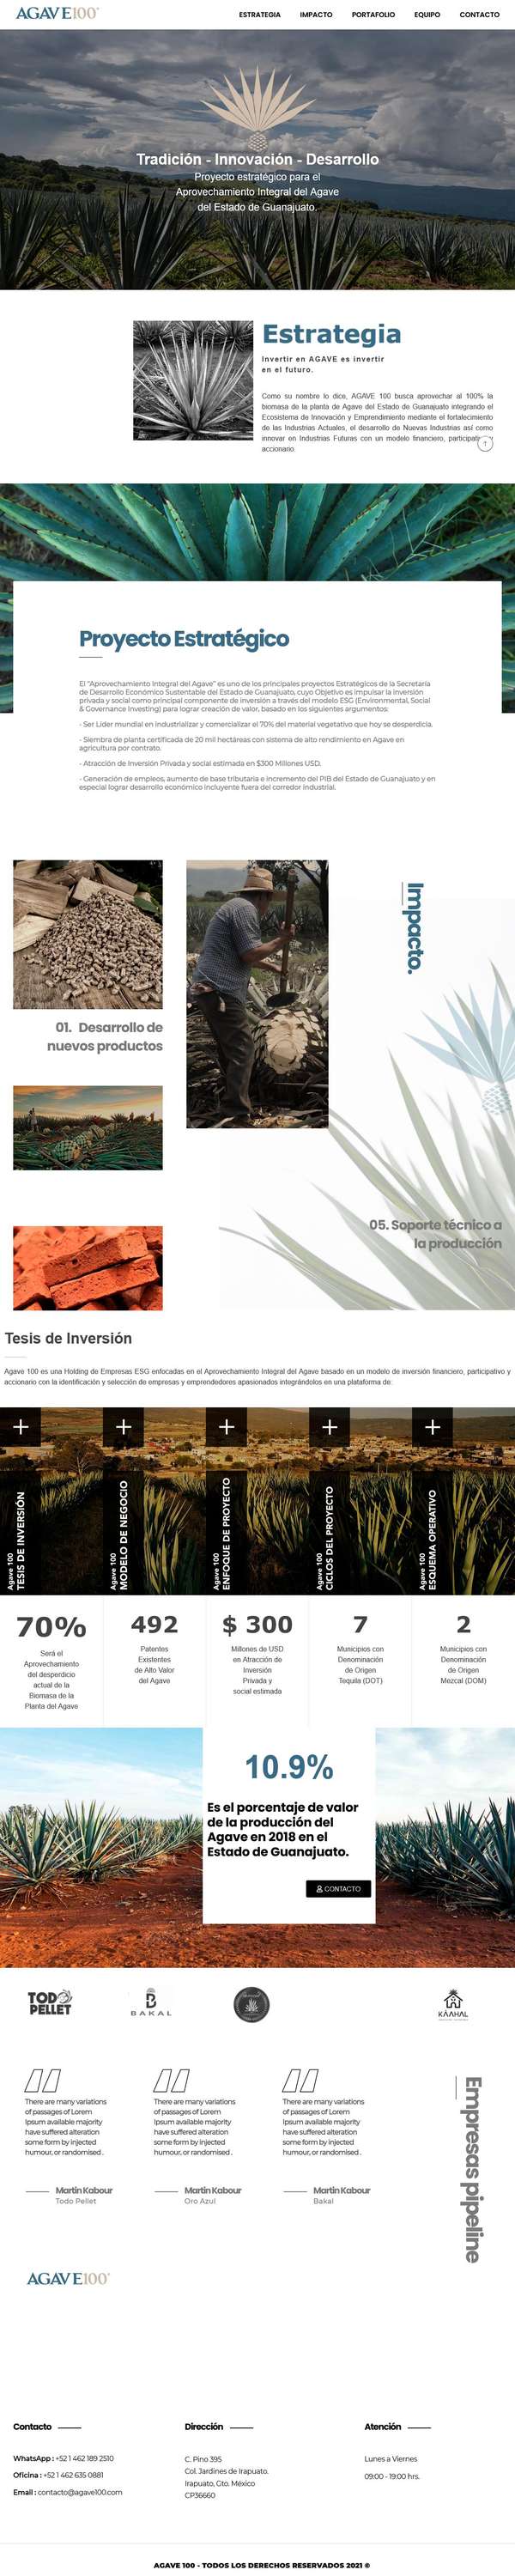 AGAVE100
ESTRATEGIA IMPACTO PORTAFOLIO EQUIPO CONTACTO
Tradición - Innovación - Desarrollo
Proyecto estratégico para el
Aprovechamiento Integral del Agave
del Estado de Guanajuato.
Estrategia
Invertir en AGAVE es invertir
en el futuro.
Como su nombre lo dice, AGAVE 100 busca aprovechar al 100% la
biomasa de la planta de Agave del Estado de Guanajuato integrando el
Ecosistema de Innovación y Emprendimiento mediante el fortalecimiento
de las Industrias Actuales, el desarrollo de Nuevas Industrias así como
innovar en Industrias Futuras con un modelo financiero, participativo y
accionario.
Proyecto Estratégico
El "Aprovechamiento Integral del Agave" es uno de los principales proyectos Estratégicos de la Secretaría
de Desarrollo Económico Sustentable del Estado de Guanajuato, cuyo Objetivo es impulsar la inversión
privada y social como principal componente de inversión a través del modelo ESG (Environmental, Social
& Governance Investing) para lograr creación de valor, basado en los siguientes argumentos:
- Ser Líder mundial en industrializar y comercializar el 70% del material vegetativo que hoy se desperdicia.
- Siembra de planta certificada de 20 mil hectáreas con sistema de alto rendimiento en Agave en
agricultura por contrato.
- Atracción de Inversión Privada y social estimada en $300 Millones USD.
- Generación de empleos, aumento de base tributaria e incremento del PIB del Estado de Guanajuato y en
especial lograr desarrollo económico incluyente fuera del corredor industrial.
Impacto.
01. Desarrollo de
nuevos productos
05. Soporte técnico a
la producción
Tesis de Inversión
Agave 100 es una Holding de Empresas ESG enfocadas en el Aprovechamiento Integral del Agave basado en un modelo de inversión financiero, participativo y
accionario con la identificación y selección de empresas y emprendedores apasionados integrándolos en una plataforma de:
Agave 100
TESIS DE INVERSIÓN
Agave 100
MODELO DE NEGOCIO
Agave 100
ENFOQUE DE PROYECTO
Agave 100
CICLOS DEL PROYECTO
Agave 100
ESQUEMA OPERATIVO
70%
Será el
Aprovechamiento
del desperdicio
actual de la
Biomasa de la
Planta del Agave
492
Patentes
Existentes
de Alto Valor
del Agave
$ 300
Millones de USD
en Atracción de
Inversión
Privada y
social estimada
7
Municipios con
Denominación
de Origen
Tequila (DOT)
2
Municipios con
Denominación
de Origen
Mezcal (DOM)
10.9%
Es el porcentaje de valor
de la producción del
Agave en 2018 en el
Estado de Guanajuato.
CONTACTO
TODO
PELLET
B
BAKAL
KÁAHAL
There are many variations
of passages of Lorem
Ipsum available majority
have suffered alteration
some form by injected
humour, or randomised .
Martin Kabour
Todo Pellet
There are many variations
of passages of Lorem
Ipsum available majority
have suffered alteration
some form by injected
humour, or randomised .
Martin Kabour
Oro Azul
There are many variations
of passages of Lorem
Ipsum available majority
have suffered alteration
some form by injected
humour, or randomised .
Martin Kabour
Bakal
Empresas pipeline
AGAVE100
Contacto
WhatsApp : +52 1 462 189 2510
Oficina : +52 1 462 635 0881
Email : contacto@agave100.com
Dirección
C. Pino 395
Col. Jardines de Irapuato.
Irapuato, Gto. México
CP36660
Atención
Lunes a Viernes
09:00 - 19:00 hrs.
AGAVE 100 - TODOS LOS DERECHOS RESERVADOS 2021 ©